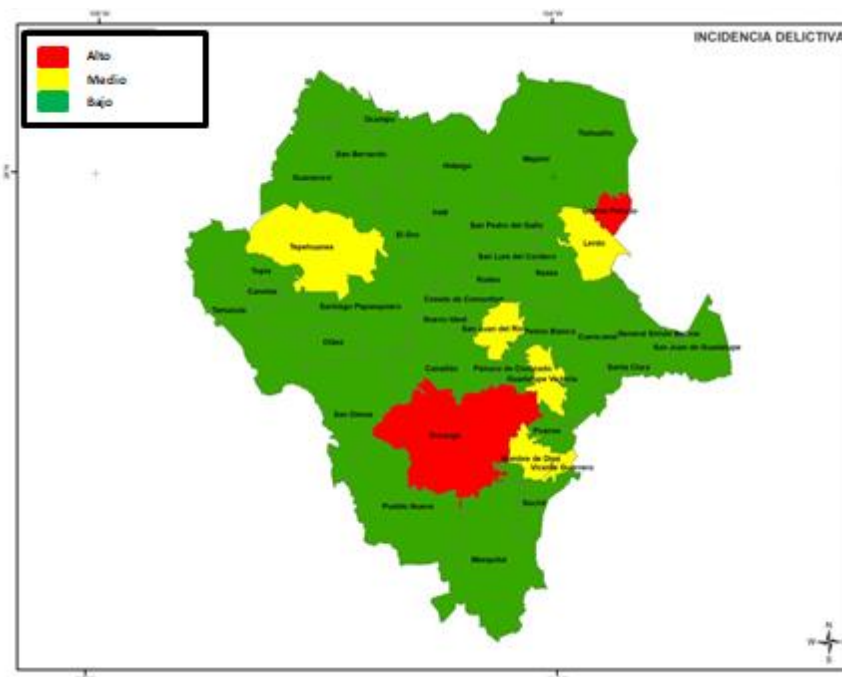 INCIDENCIA DELICTIVA
Alto
Medio
Bajo
Ocampo
San Bernardo
Guanaceví
Hidalgo
Mapimí
Tlahualilo
Indé
El Oro
San Pedro del Gallo
Lerdo
Tepehuanes
San Luis del Cordero
Topia
Rodeo
Nazas
Canelas
Tamazula
Santiago Papasquiaro
Coneto de Comonfort
Nuevo Ideal
San Juan del Río
Peñón Blanco
Cuencamé
General Simón Bolívar
San Juan de Guadalupe
Otáez
Canatlán
Pánuco de Coronado
Guadalupe Victoria
Santa Clara
San Dimas
Durango
Poanas
Nombre de Dios
Vicente Guerrero
Pueblo Nuevo
Súchil
Mezquital
N
W
S